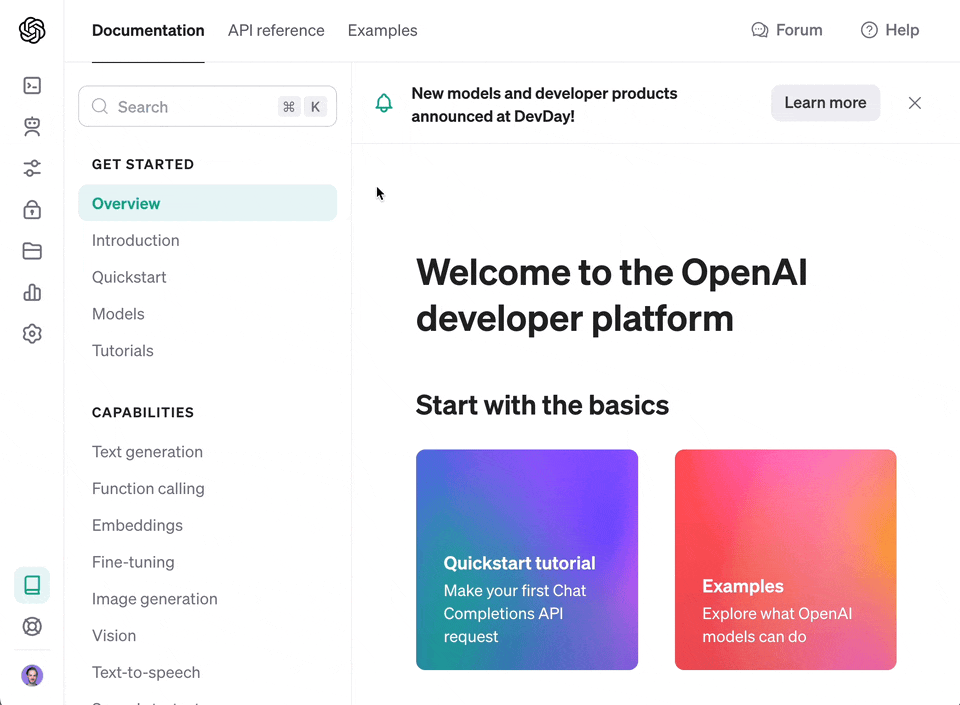 Documentation API reference Examples Forum Help
Search ⌘ K
GET STARTED
Overview
Introduction
Quickstart
Models
Tutorials
CAPABILITIES
Text generation
Function calling
Embeddings
Fine-tuning
Image generation
Vision
Text-to-speech
New models and developer products
announced at DevDay!
Learn more
Welcome to the OpenAI
developer platform
Start with the basics
Quickstart tutorial
Make your first Chat
Completions API
request
Examples
Explore what OpenAI
models can do